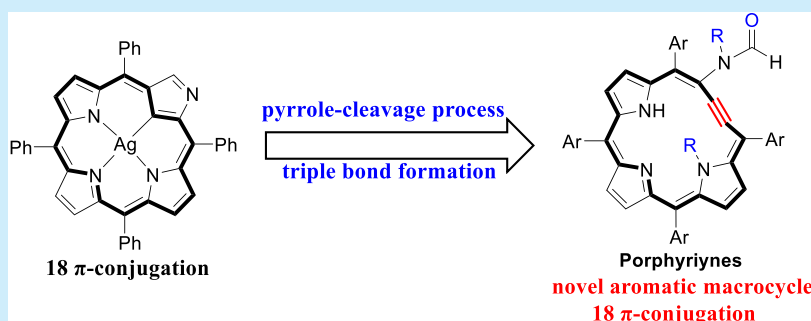 Ph
N
Ph
N
Ag
Ph
N
N
Ph
18 π-conjugation
pyrrole-cleavage process
triple bond formation
O
R
Ar
N
H
NH
Ar
R
Ar
N
N
Ar
Porphyriynes
novel aromatic macrocycle
18 π-conjugation